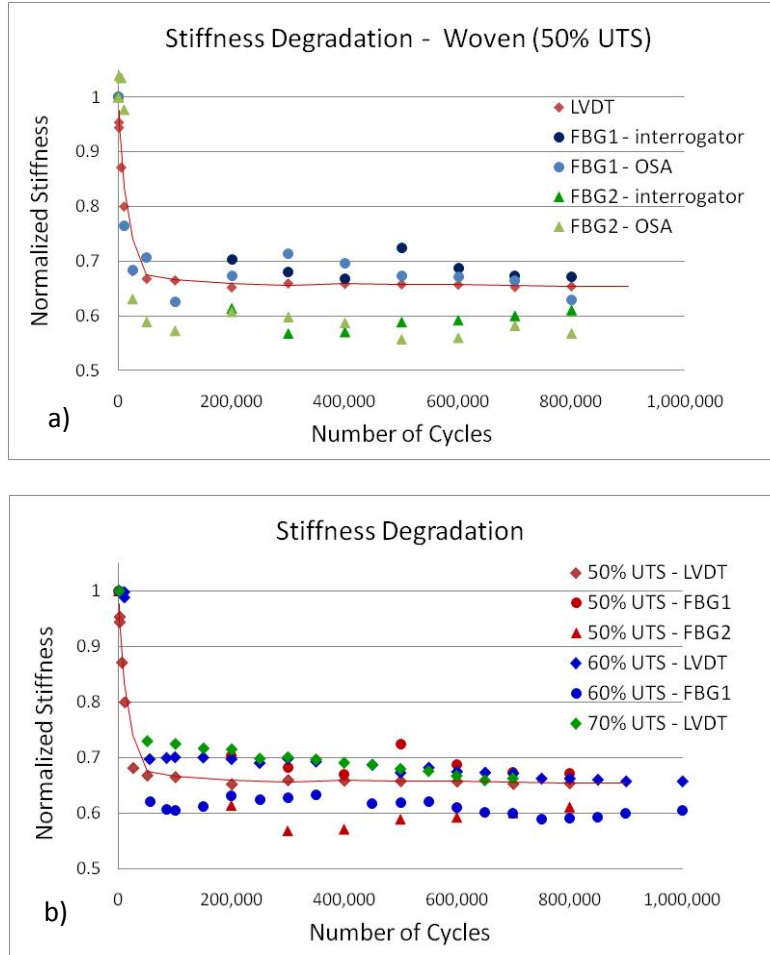 Stiffness Degradation - Woven (50% UTS)
Normalized Stiffness
1
0.9
0.8
0.7
0.6
0.5
LVDT
FBG1 - interrogator
FBG1 - OSA
FBG2 - interrogator
FBG2 - OSA
0 200,000 400,000 600,000 800,000 1,000,000
a)
Number of Cycles
Stiffness Degradation
Normalized Stiffness
1
0.9
0.8
0.7
0.6
0.5
50% UTS - LVDT
50% UTS - FBG1
50% UTS - FBG2
60% UTS - LVDT
60% UTS - FBG1
70% UTS - LVDT
0 200,000 400,000 600,000 800,000 1,000,000
b)
Number of Cycles